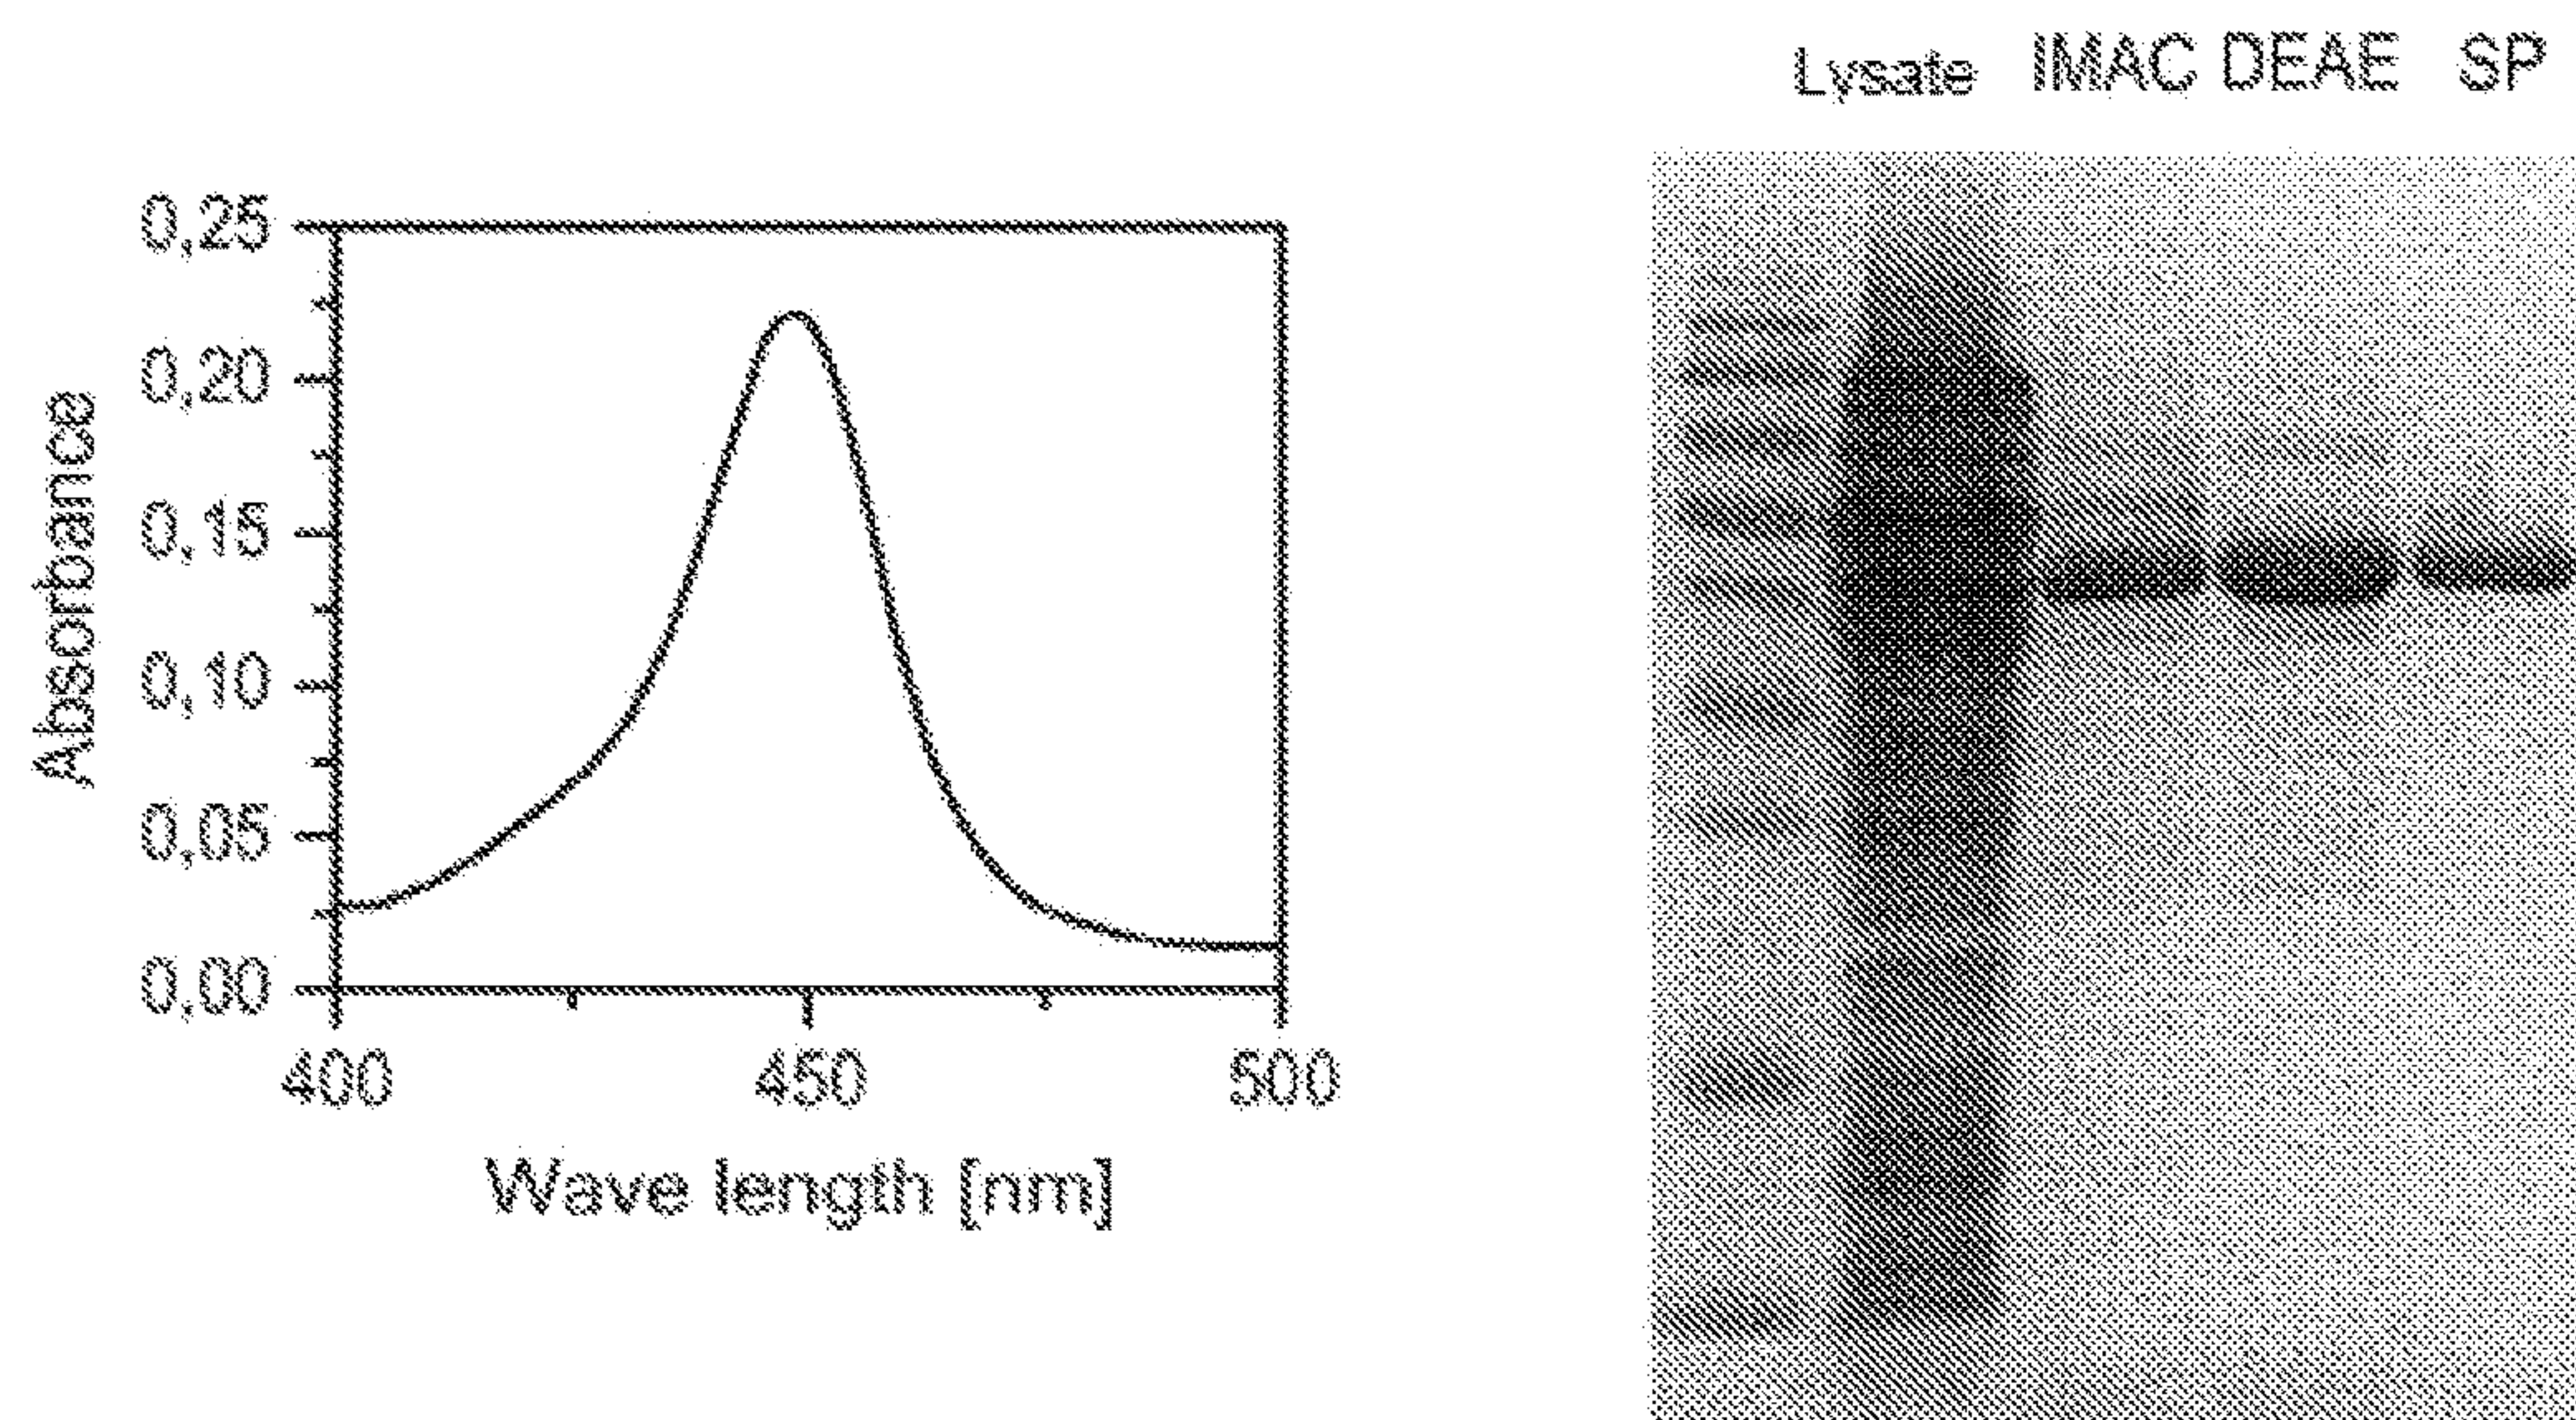 Lysate IMAC DEAE SP
0,25
0,20
0,15
0,10
0,05
0,00
Absorbance
400 450 500
Wave length [nm]